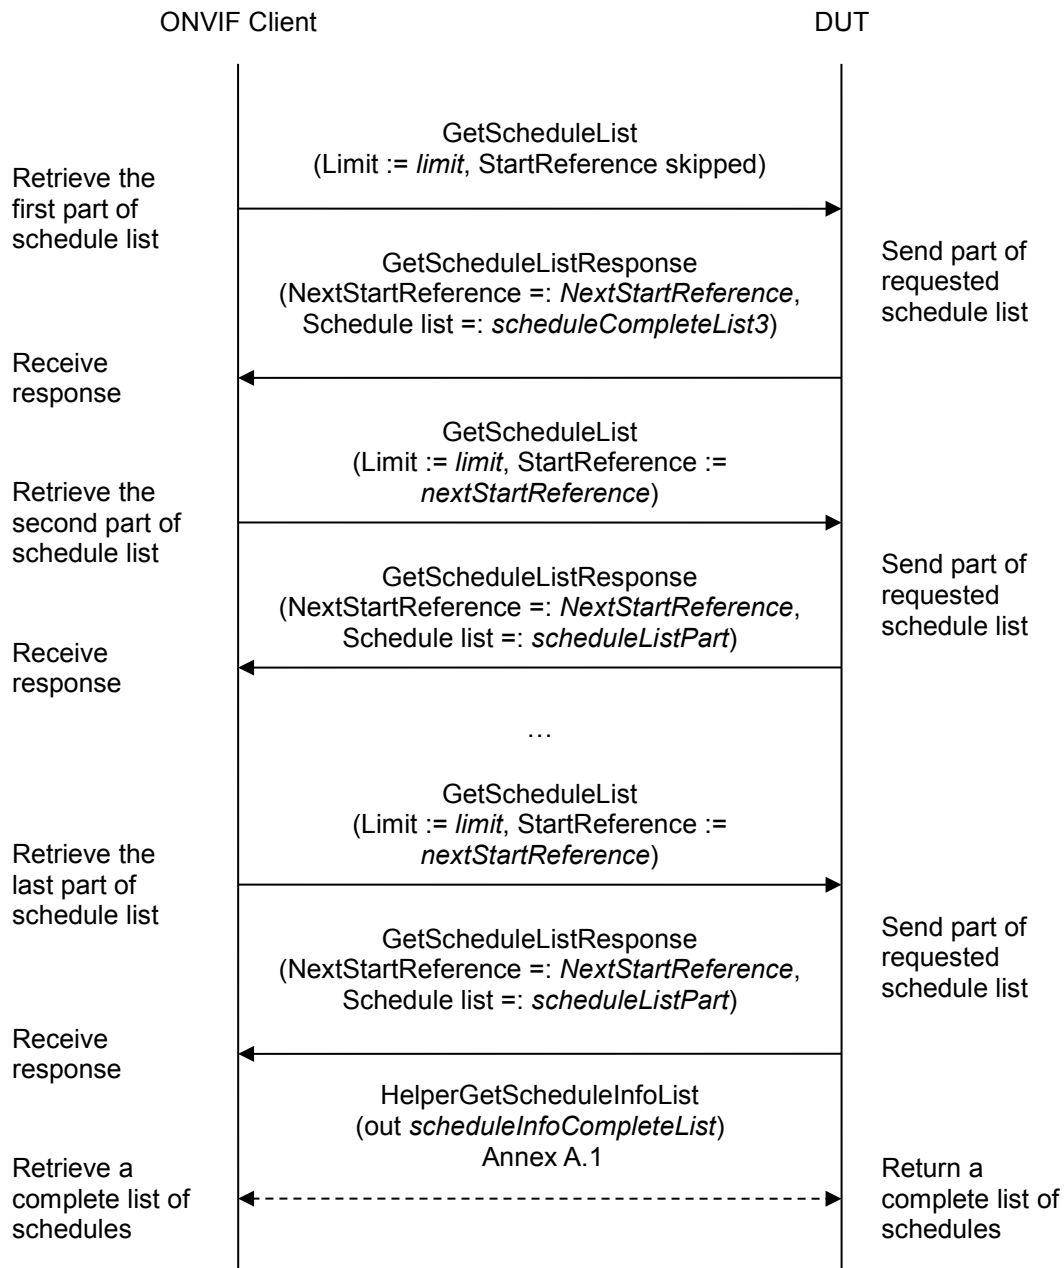 ONVIF Client
DUT
GetScheduleList
(Limit := limit, StartReference skipped)
Retrieve the
first part of
schedule list
GetScheduleListResponse
(NextStartReference =: NextStartReference,
Schedule list =: scheduleCompleteList3)
Send part of
requested
schedule list
Receive
response
GetScheduleList
(Limit := limit, StartReference :=
nextStartReference)
Retrieve the
second part of
schedule list
GetScheduleListResponse
(NextStartReference =: NextStartReference,
Schedule list =: scheduleListPart)
Send part of
requested
schedule list
Receive
response
…
GetScheduleList
(Limit := limit, StartReference :=
nextStartReference)
Retrieve the
last part of
schedule list
GetScheduleListResponse
(NextStartReference =: NextStartReference,
Schedule list =: scheduleListPart)
Send part of
requested
schedule list
Receive
response
HelperGetScheduleInfoList
(out scheduleInfoCompleteList)
Annex A.1
Retrieve a
complete list of
schedules
Return a
complete list of
schedules